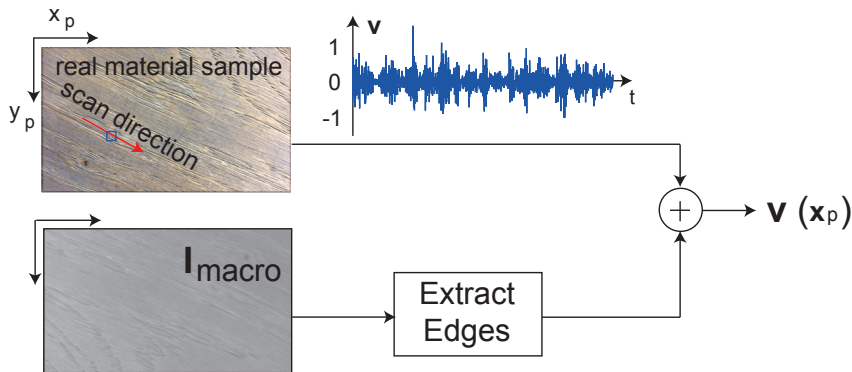 x p
y p
real material sample
scan direction
v
1
0
-1
t
+
v (x p)
I macro
Extract
Edges